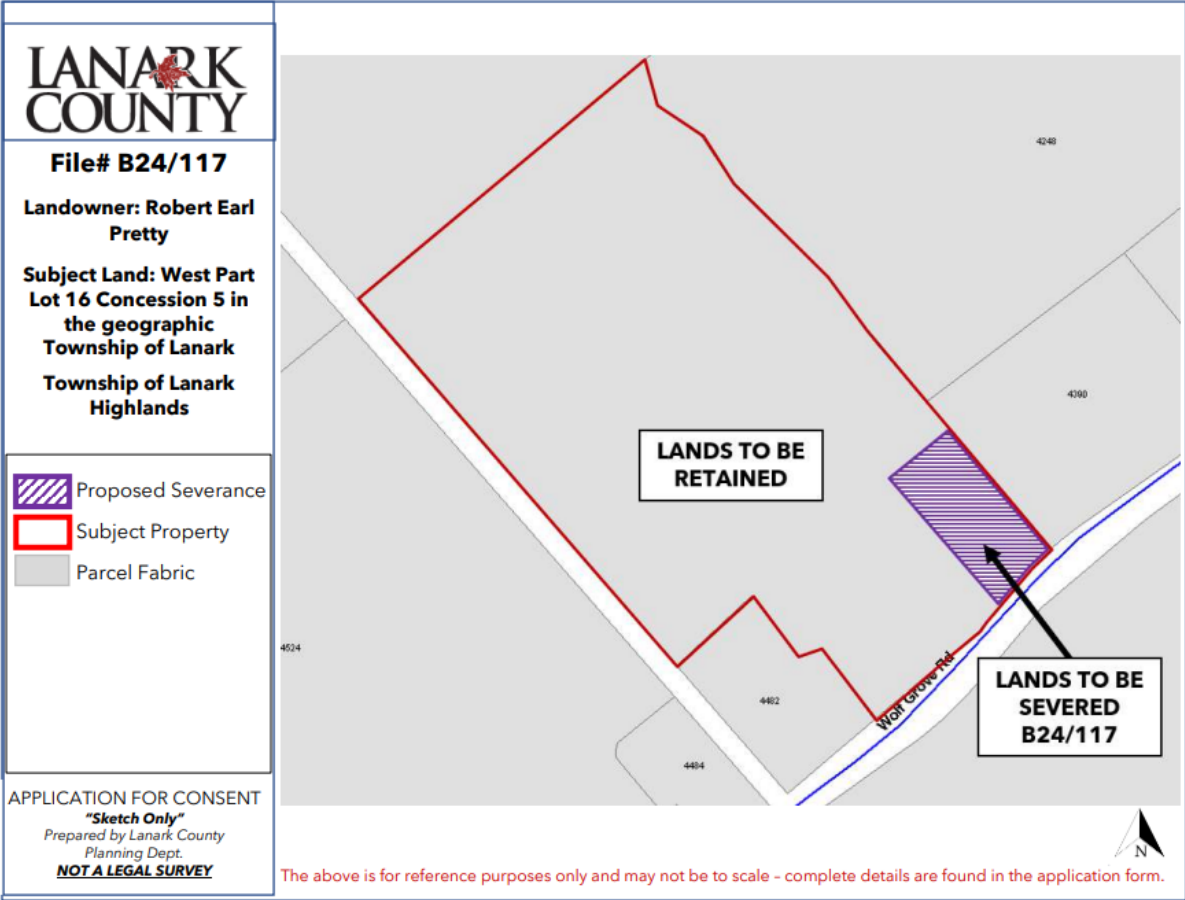 LANARK
COUNTY
File# B24/117
Landowner: Robert Earl
Pretty
Subject Land: West Part
Lot 16 Concession 5 in
the geographic
Township of Lanark
Township of Lanark
Highlands
Proposed Severance
Subject Property
Parcel Fabric
APPLICATION FOR CONSENT
"Sketch Only"
Prepared by Lanark County
Planning Dept.
NOT A LEGAL SURVEY
4248
4390
LANDS TO BE
RETAINED
4524
Wolf Grove Rd
4482
4484
LANDS TO BE
SEVERED
B24/117
N
The above is for reference purposes only and may not be to scale – complete details are found in the application form.